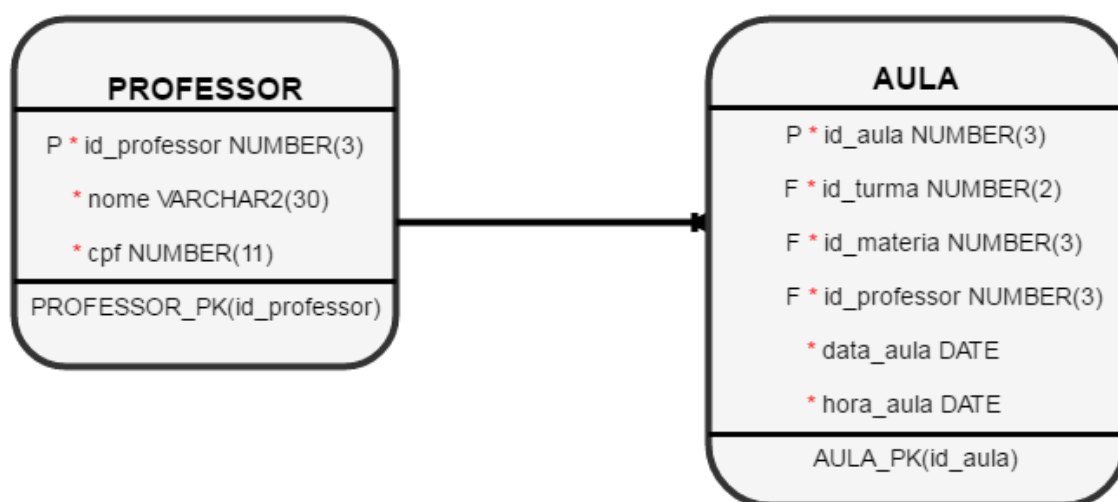 PROFESSOR
P * id_professor NUMBER(3)
* nome VARCHAR2(30)
* cpf NUMBER(11)
PROFESSOR_PK(id_professor)
AULA
P * id_aula NUMBER(3)
F * id_turma NUMBER(2)
F * id_materia NUMBER(3)
F * id_professor NUMBER(3)
* data_aula DATE
* hora_aula DATE
AULA_PK(id_aula)